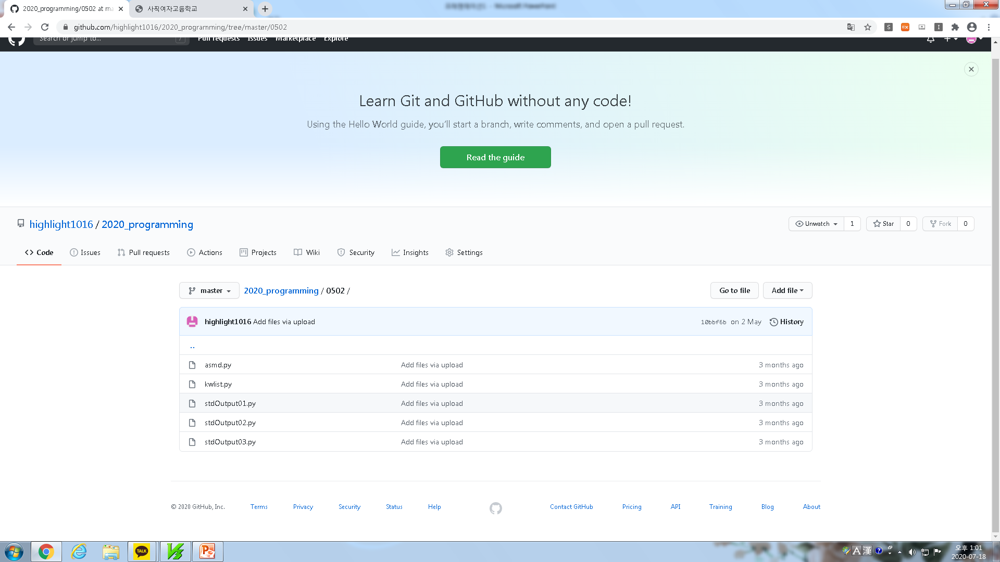 2020_programming/0502 at ma
사직여자고등학교
Microsoft PowerPoint
github.com/highlight1016/2020_programming/tree/master/0502
Search or jump to...
/
Pull requests Issues Marketplace Explore
Learn Git and GitHub without any code!
Using the Hello World guide, you’ll start a branch, write comments, and open a pull request.
Read the guide
highlight1016 / 2020_programming
Unwatch 1 Star 0 Fork 0
Code Issues Pull requests Actions Projects Wiki Security Insights Settings
master 2020_programming / 0502 /
Go to file Add file
highlight1016 Add files via upload 10bbf6b on 2 May History
..
asmd.py Add files via upload 3 months ago
kwlist.py Add files via upload 3 months ago
stdOutput01.py Add files via upload 3 months ago
stdOutput02.py Add files via upload 3 months ago
stdOutput03.py Add files via upload 3 months ago
© 2020 GitHub, Inc. Terms Privacy Security Status Help Contact GitHub Pricing API Training Blog About
TALK
A 漢
오후 1:01
2020-07-18